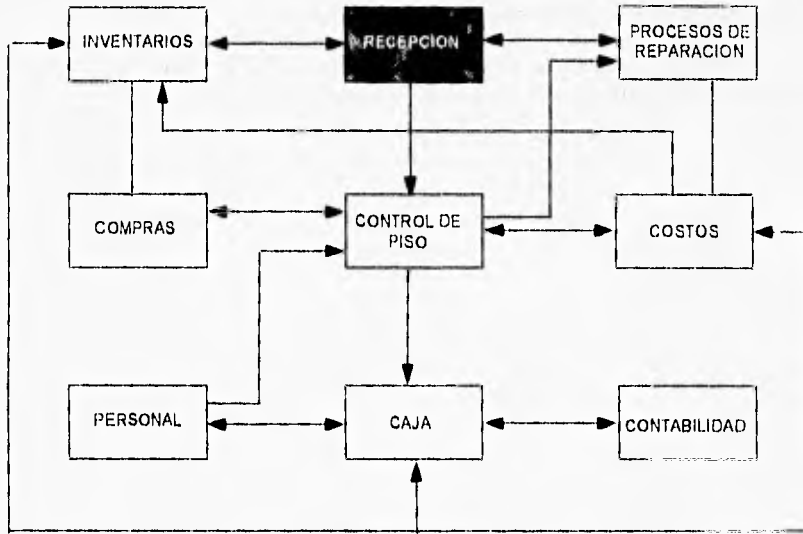 INVENTARIOS
RECEPCION
PROCESOS DE
REPARACION
COMPRAS
CONTROL DE
PISO
COSTOS
PERSONAL
CAJA
CONTABILIDAD